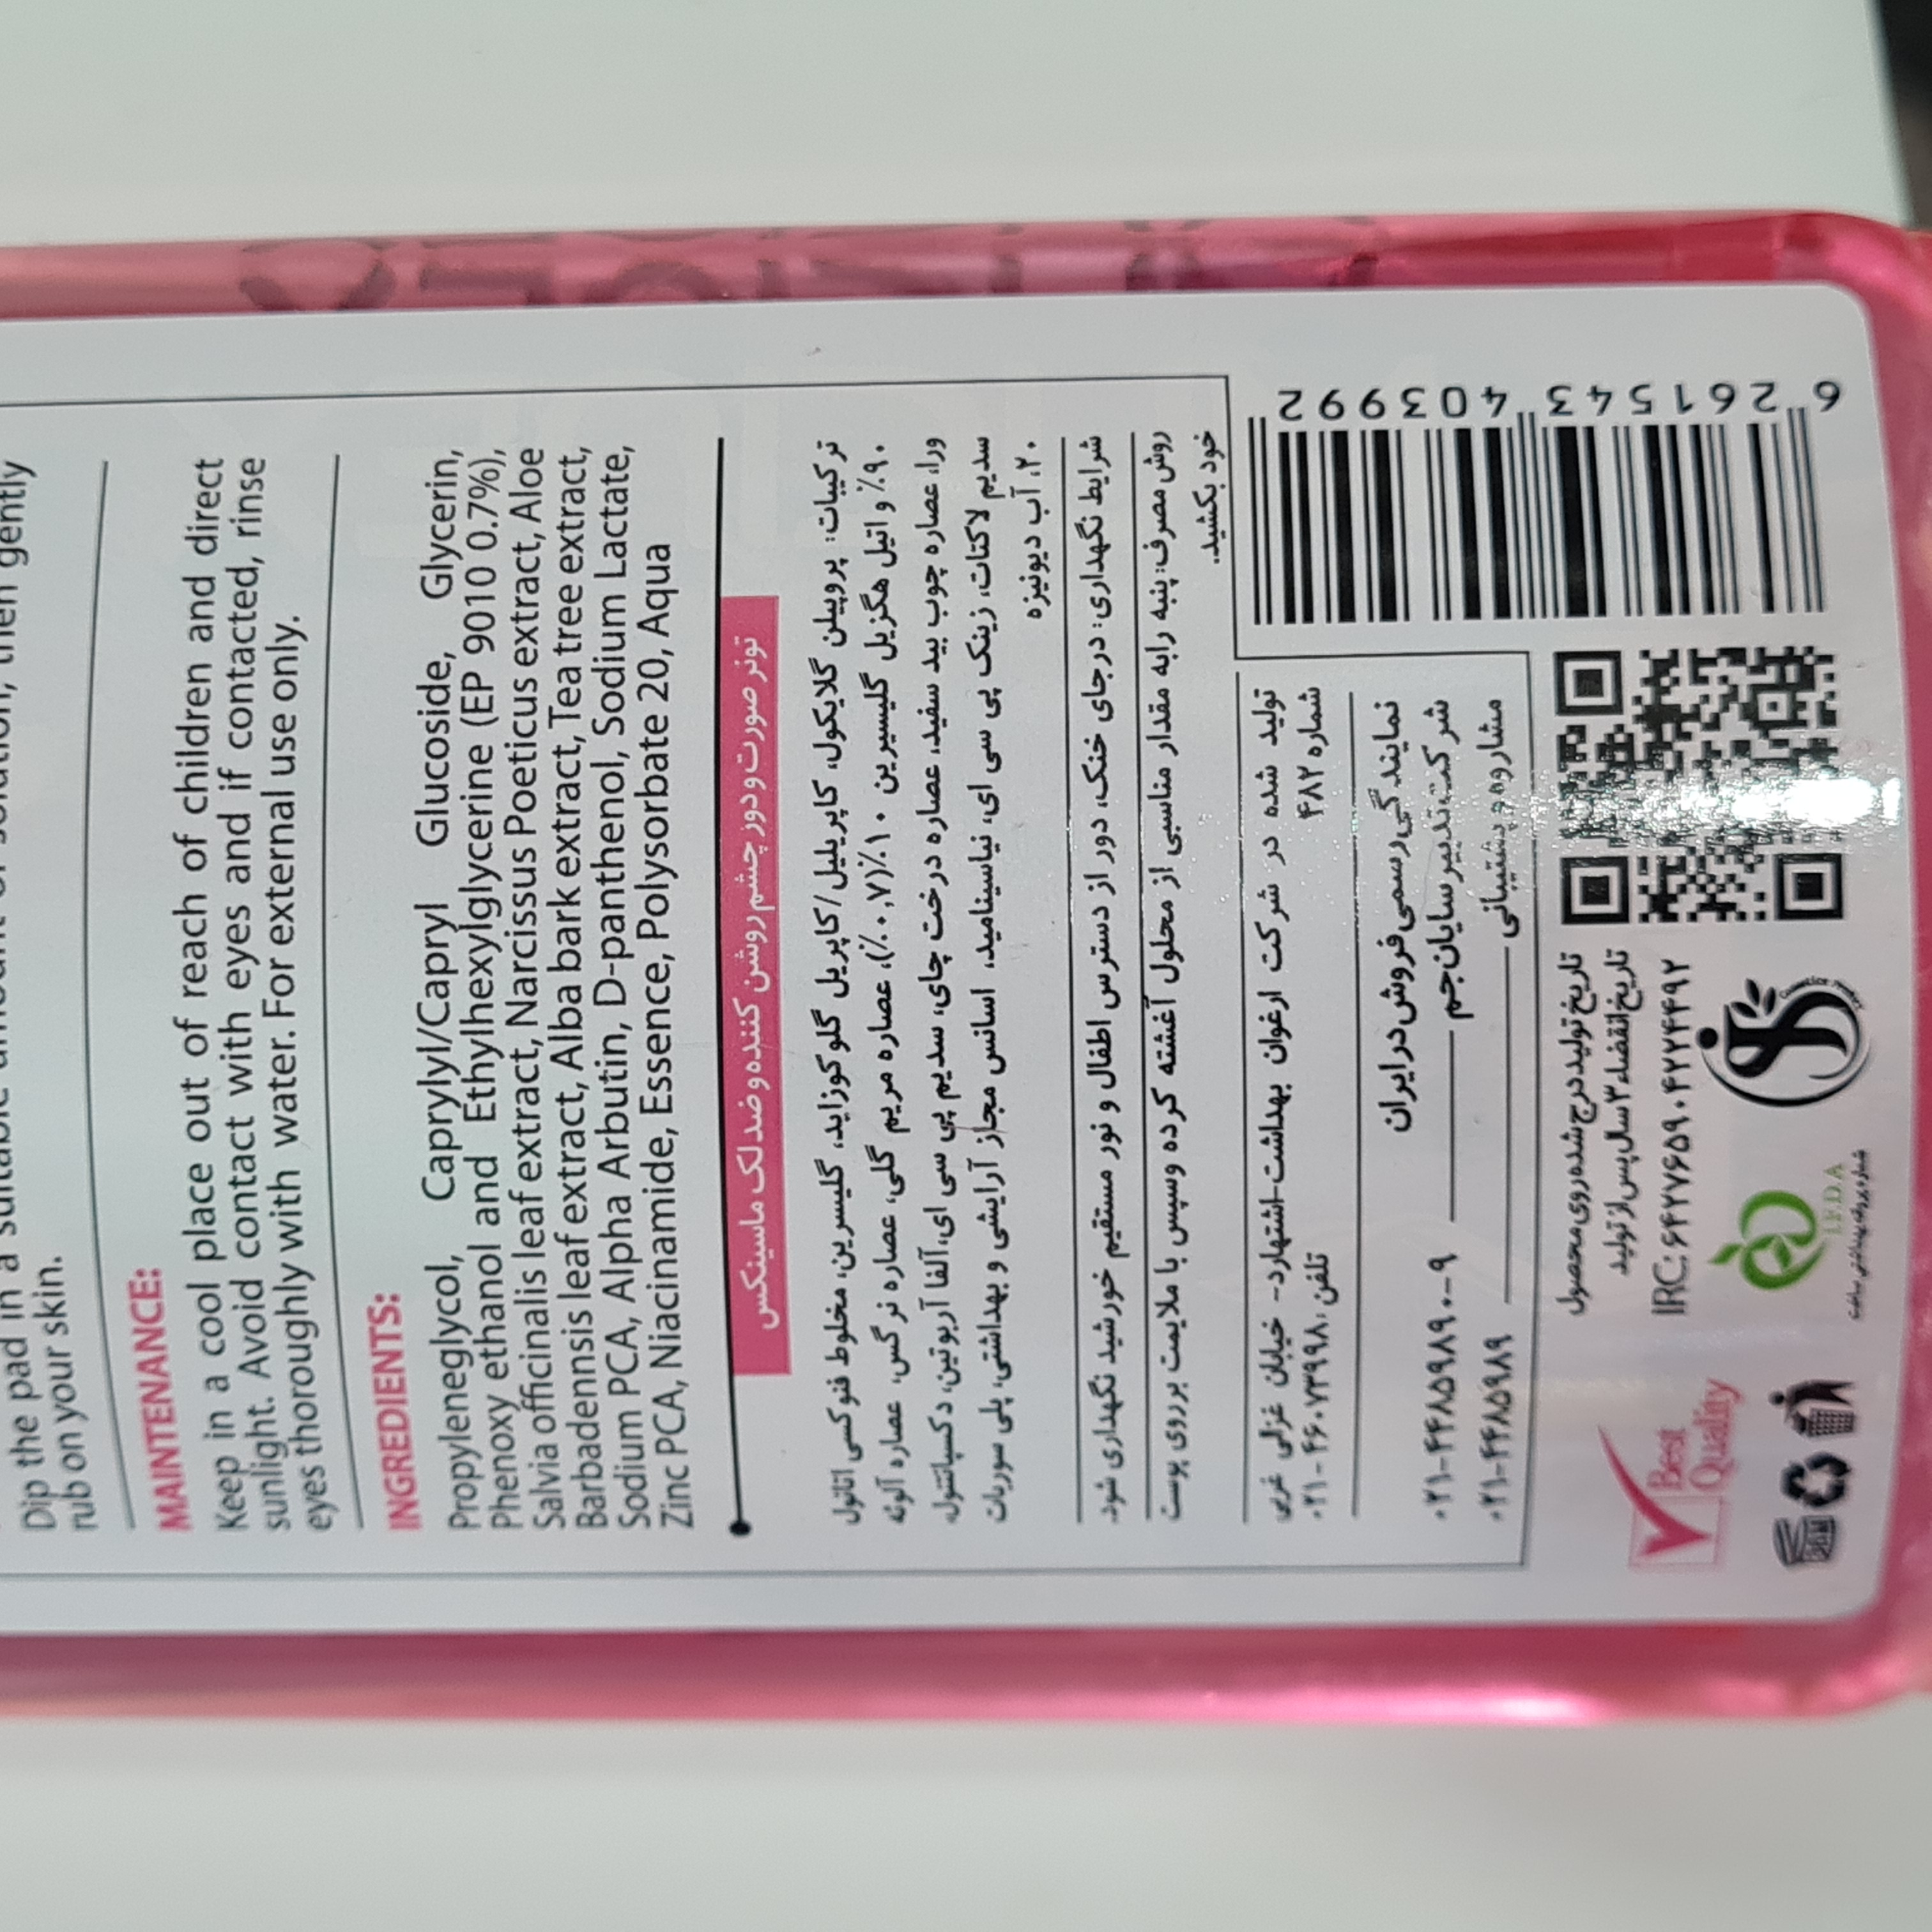 Dip the pad in a suitable amount of solution, then gently
rub on your skin.
MAINTENANCE:
Keep in a cool place out of reach of children and direct
sunlight. Avoid contact with eyes and if contacted, rinse
eyes thoroughly with water. For external use only.
INGREDIENTS:
Propyleneglycol, Caprylyl/Capryl Glucoside, Glycerin,
Phenoxy ethanol and Ethylhexylglycerine (EP 9010 0.7%),
Salvia officinalis leaf extract, Narcissus Poeticus extract, Aloe
Barbadennsis leaf extract, Alba bark extract, Tea tree extract,
Sodium PCA, Alpha Arbutin, D-panthenol, Sodium Lactate,
Zinc PCA, Niacinamide, Essence, Polysorbate 20, Aqua
تونر صورت و دور چشم روشن کننده و ضد لک ماسینکس
ترکیبات: پروپیلن گلایکول، کاپریلیل/کاپریل گلوکوزاید، گلیسرین، مخلوط فنوکسی اتانول
۹۰٪ و اتیل هگزیل گلیسیرین ۱۰٪(۰,۷٪)، عصاره مریم گلی، عصاره نرگس، عصاره آلوئه
ورا، عصاره چوب بید سفید، عصاره درخت چای، سدیم پی سی ای، آلفا آربوتین، دکسپانتنول،
سدیم لاکتات، زینک پی سی ای، نیاسینامید، اسانس مجاز آرایشی و بهداشتی، پلی سوربات
۲۰، آب دیونیزه
شرایط نگهداری: در جای خنک، دور از دسترس اطفال و نور مستقیم خورشید نگهداری شود.
روش مصرف: پنبه را به مقدار مناسبی از محلول آغشته کرده و سپس با ملایمت بر روی پوست
خود بکشید.
تولید شده در شرکت ارغوان بهداشت-اشتهارد- خیابان غزلی غربی
شماره ۴۸۲ تلفن: ۰۲۱-۴۶۰۷۳۹۹۸
نمایندگی رسمی فروش در ایران
شرکت تدبیر سایان جم ۰۲۱-۴۴۸۵۹۸۹۰-۹
مشاوره و پشتیبانی ۰۲۱-۴۴۸۵۹۸۹
6 261543 403992
تاریخ تولید درج شده روی محصول
تاریخ انقضاء ۳ سال پس از تولید
IRC: ۶۴۲۷۶۵۹۰۴۲۲۴۴۹۲
I.F.D.A
شماره پروانه بهداشتی ساخت
Best
Quality